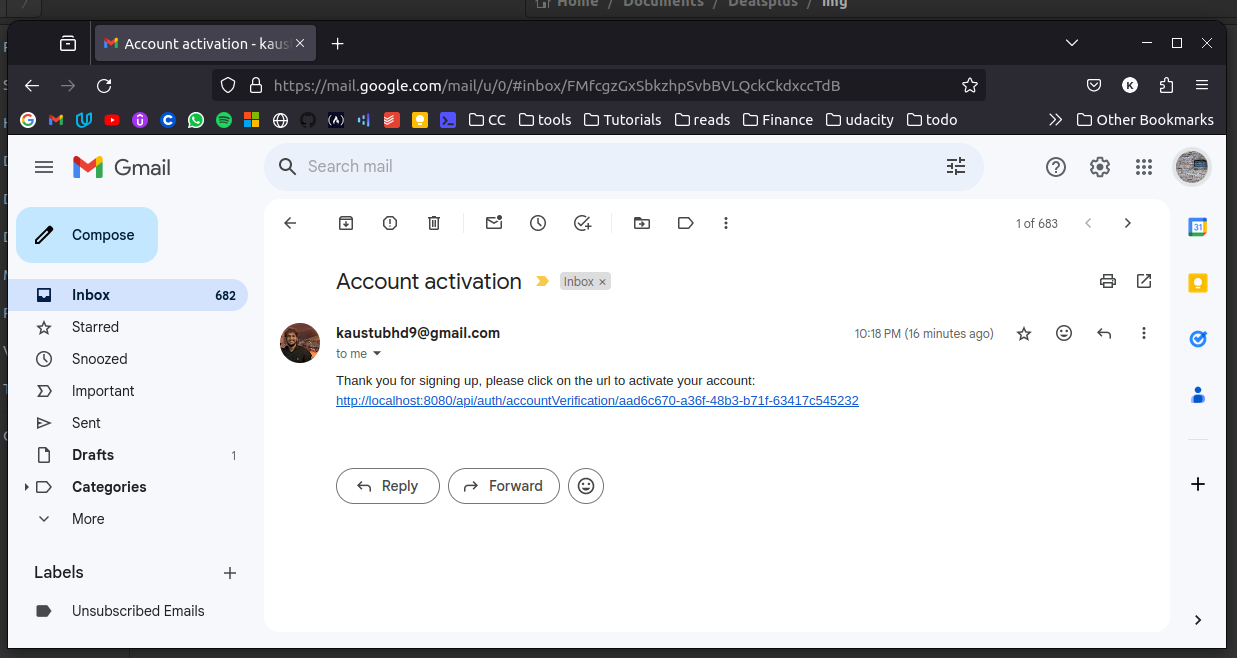 Home / Documents / Dealsplus / img
Account activation - kaust
https://mail.google.com/mail/u/0/#inbox/FMfcgzGxSbkzhpSvbBVLQckCkdxccTdB
K
CC tools Tutorials reads Finance udacity todo Other Bookmarks
Gmail
Search mail
Compose
1 of 683
31
Account activation Inbox ×
Inbox 682
Starred
Snoozed
Important
Sent
Drafts 1
Categories
More
kaustubhd9@gmail.com 10:18 PM (16 minutes ago)
to me
Thank you for signing up, please click on the url to activate your account:
http://localhost:8080/api/auth/accountVerification/aad6c670-a36f-48b3-b71f-63417c545232
Reply Forward
Labels
Unsubscribed Emails